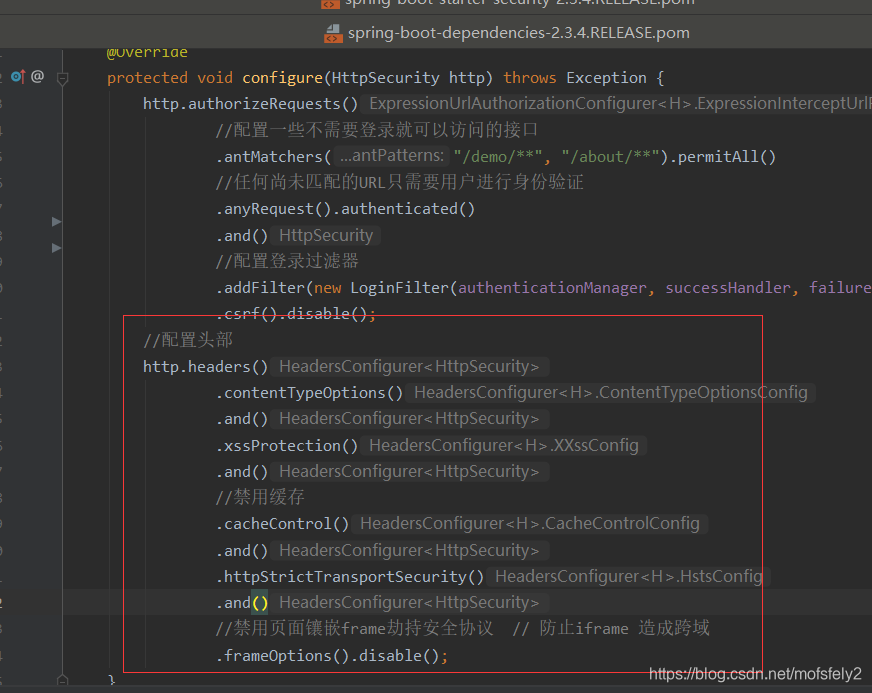 spring-boot-starter-security-2.3.4.RELEASE.pom
spring-boot-dependencies-2.3.4.RELEASE.pom
@Override
protected void configure(HttpSecurity http) throws Exception {
http.authorizeRequests() ExpressionUrlAuthorizationConfigurer<H>.ExpressionInterceptUrlR
//配置一些不需要登录就可以访问的接口
.antMatchers( ...antPatterns: "/demo/**", "/about/**").permitAll()
//任何尚未匹配的URL只需要用户进行身份验证
.anyRequest().authenticated()
.and() HttpSecurity
//配置登录过滤器
.addFilter(new LoginFilter(authenticationManager, successHandler, failure
.csrf().disable();
//配置头部
http.headers() HeadersConfigurer<HttpSecurity>
.contentTypeOptions() HeadersConfigurer<H>.ContentTypeOptionsConfig
.and() HeadersConfigurer<HttpSecurity>
.xssProtection() HeadersConfigurer<H>.XXssConfig
.and() HeadersConfigurer<HttpSecurity>
//禁用缓存
.cacheControl() HeadersConfigurer<H>.CacheControlConfig
.and() HeadersConfigurer<HttpSecurity>
.httpStrictTransportSecurity() HeadersConfigurer<H>.HstsConfig
.and() HeadersConfigurer<HttpSecurity>
//禁用页面镶嵌frame劫持安全协议 // 防止iframe 造成跨域
.frameOptions().disable();
}
https://blog.csdn.net/mofsfely2